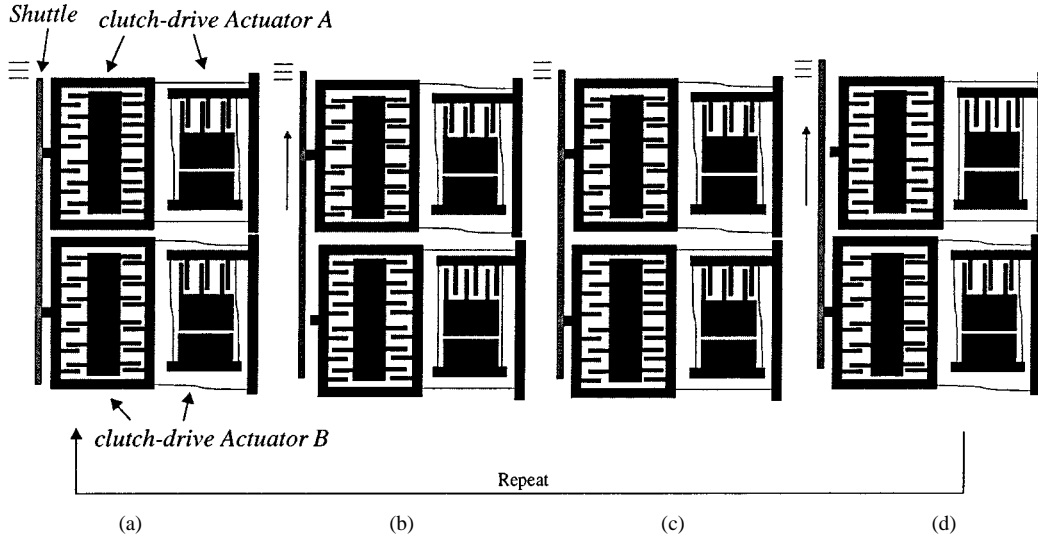 Shuttle clutch-drive Actuator A
clutch-drive Actuator B
Repeat
(a) (b) (c) (d)